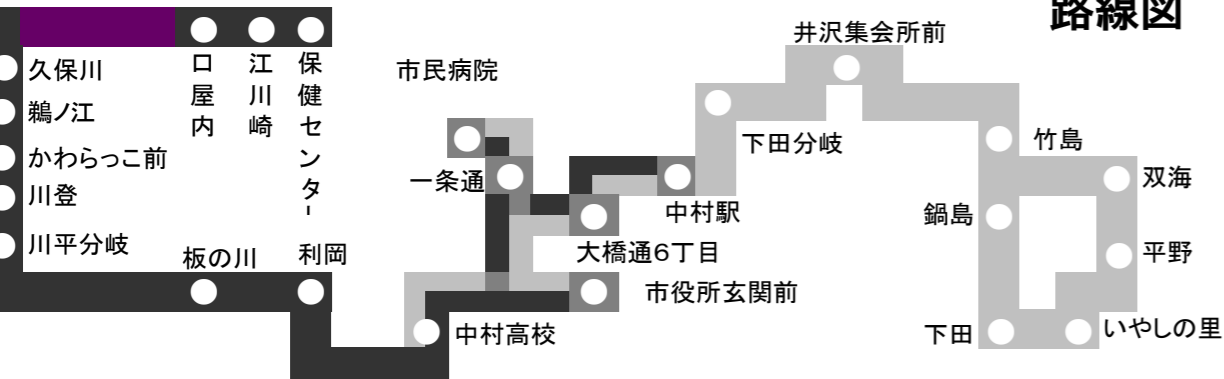 路線図
井沢集会所前
久保川
口屋内
江川崎
保健センター
市民病院
鵜ノ江
下田分岐
竹島
かわらっこ前
一条通
双海
川登
中村駅
鍋島
川平分岐
板の川
利岡
大橋通6丁目
平野
市役所玄関前
中村高校
下田
いやしの里